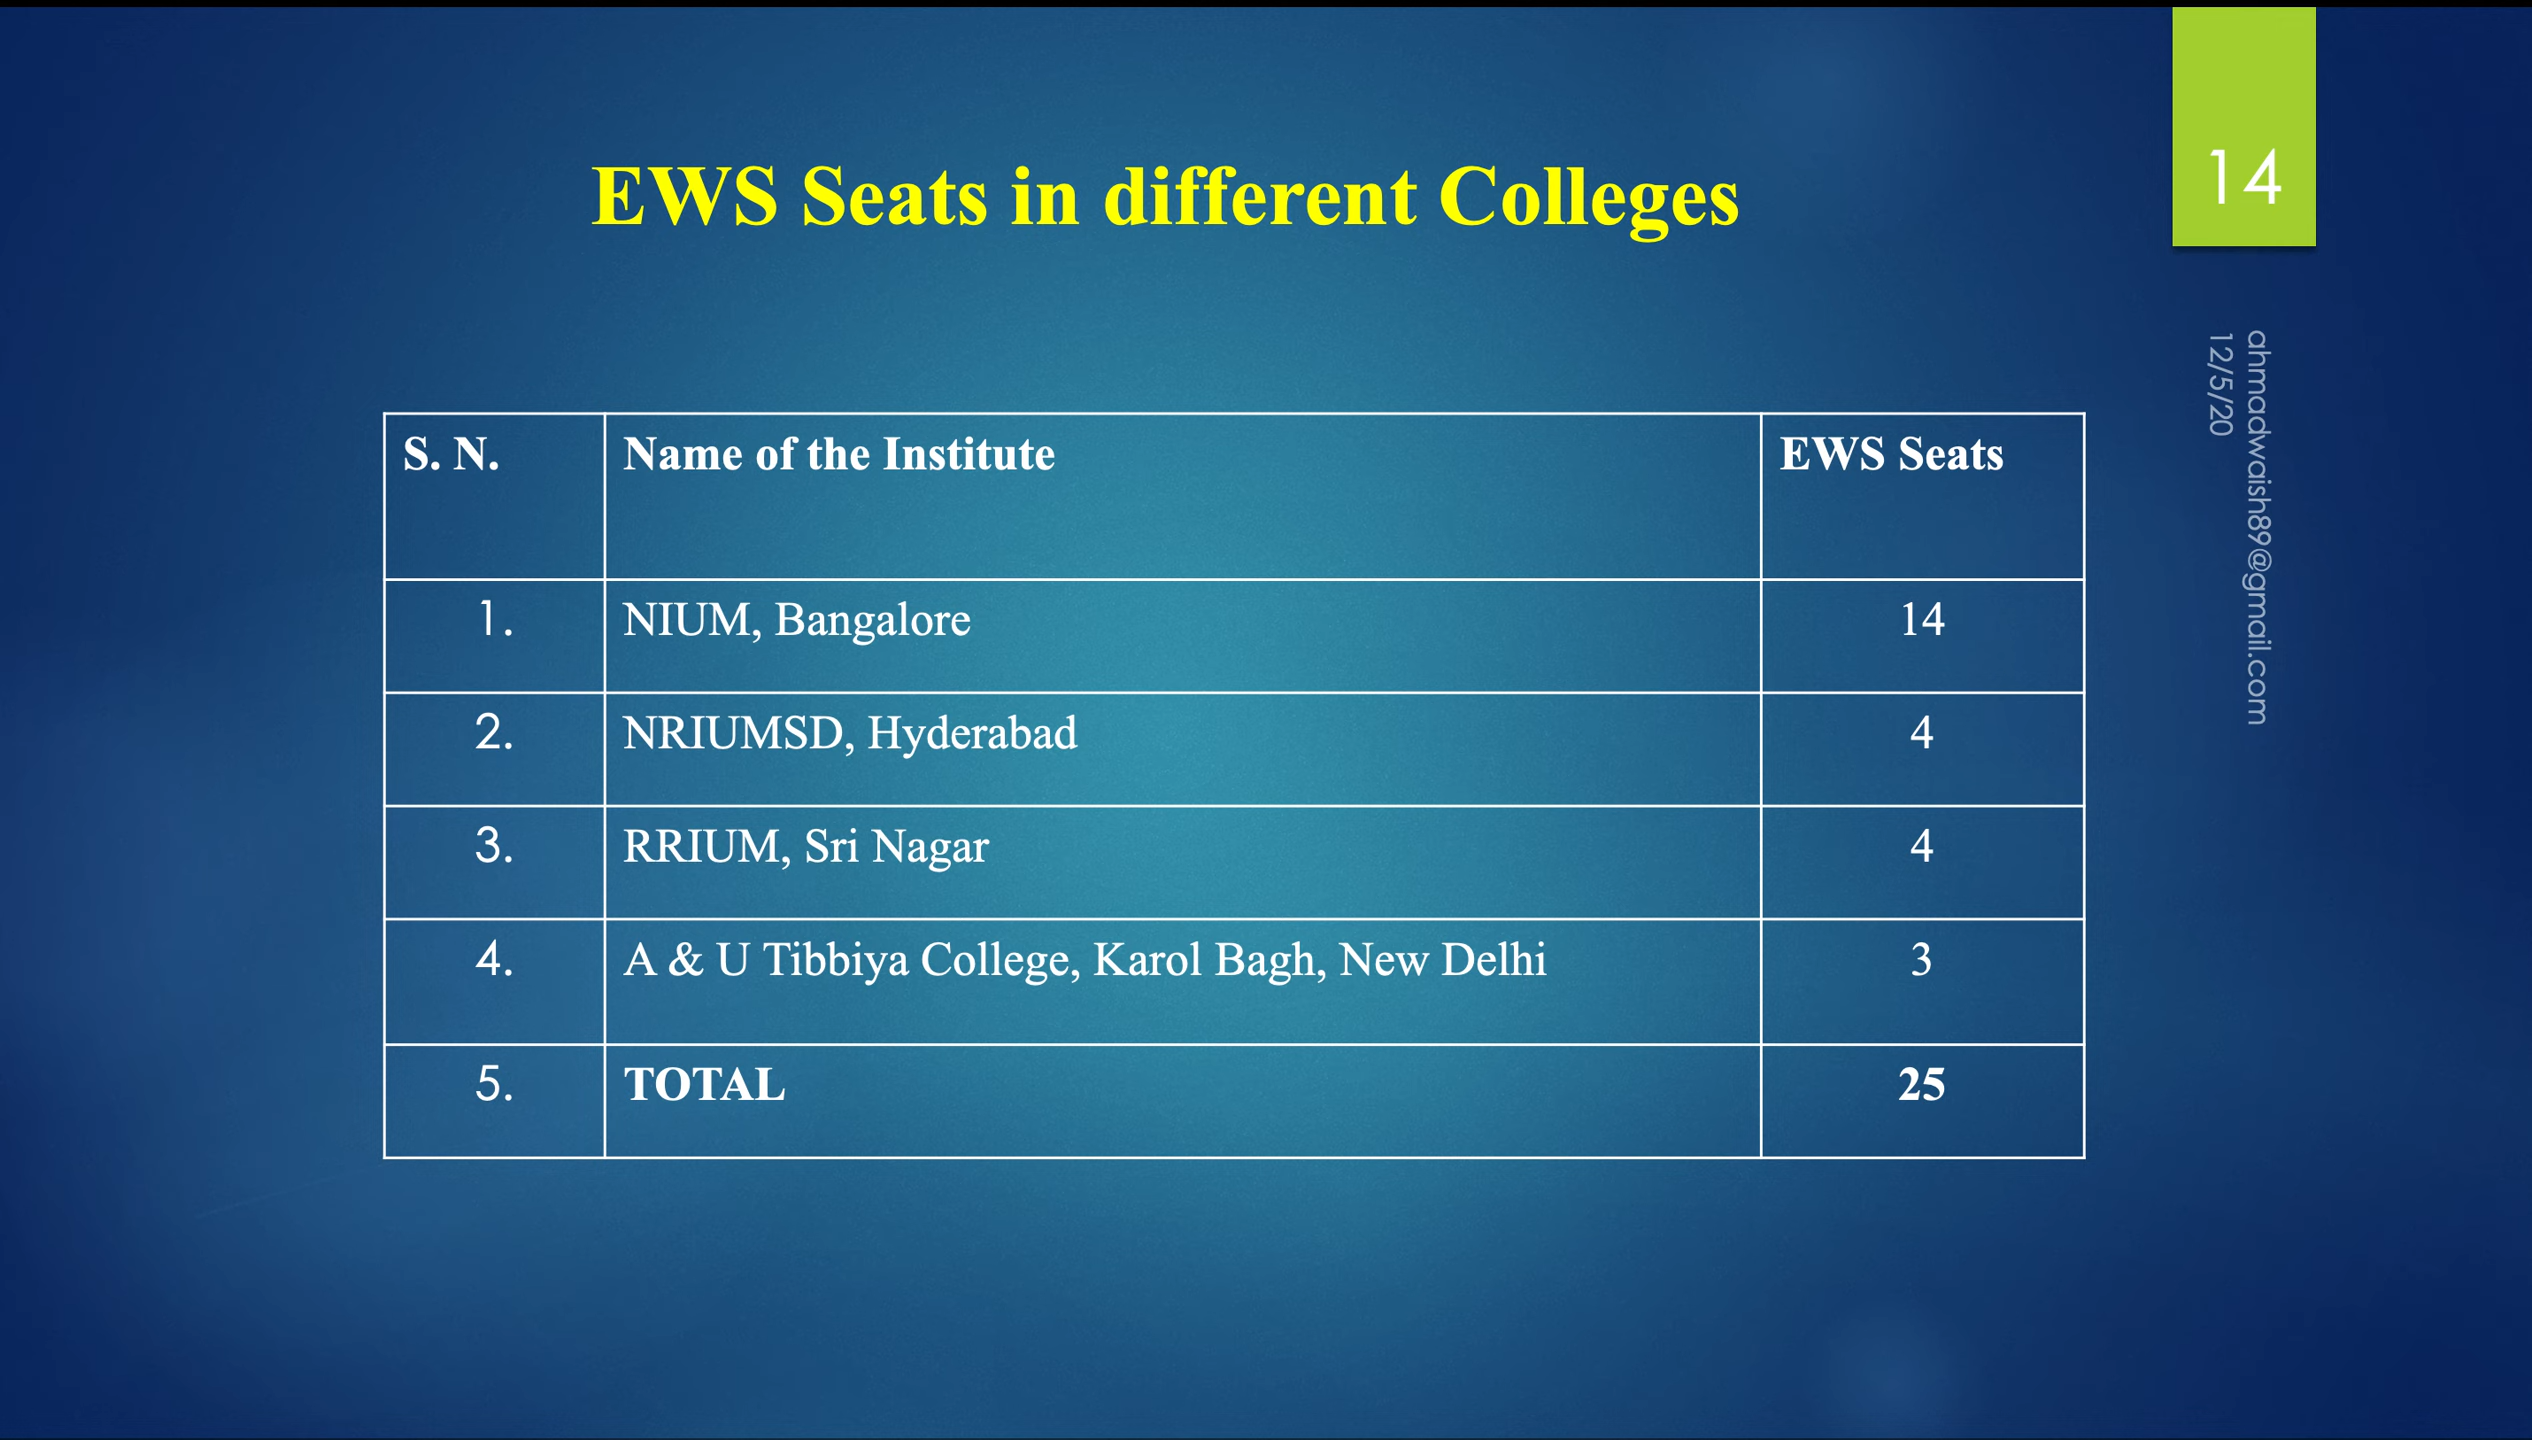 EWS Seats in different Colleges
14
S. N. Name of the Institute EWS Seats
1. NIUM, Bangalore 14
2. NRIUMSD, Hyderabad 4
3. RRIUM, Sri Nagar 4
4. A & U Tibbiya College, Karol Bagh, New Delhi 3
5. TOTAL 25
ahmadwaish89@gmail.com
12/5/20